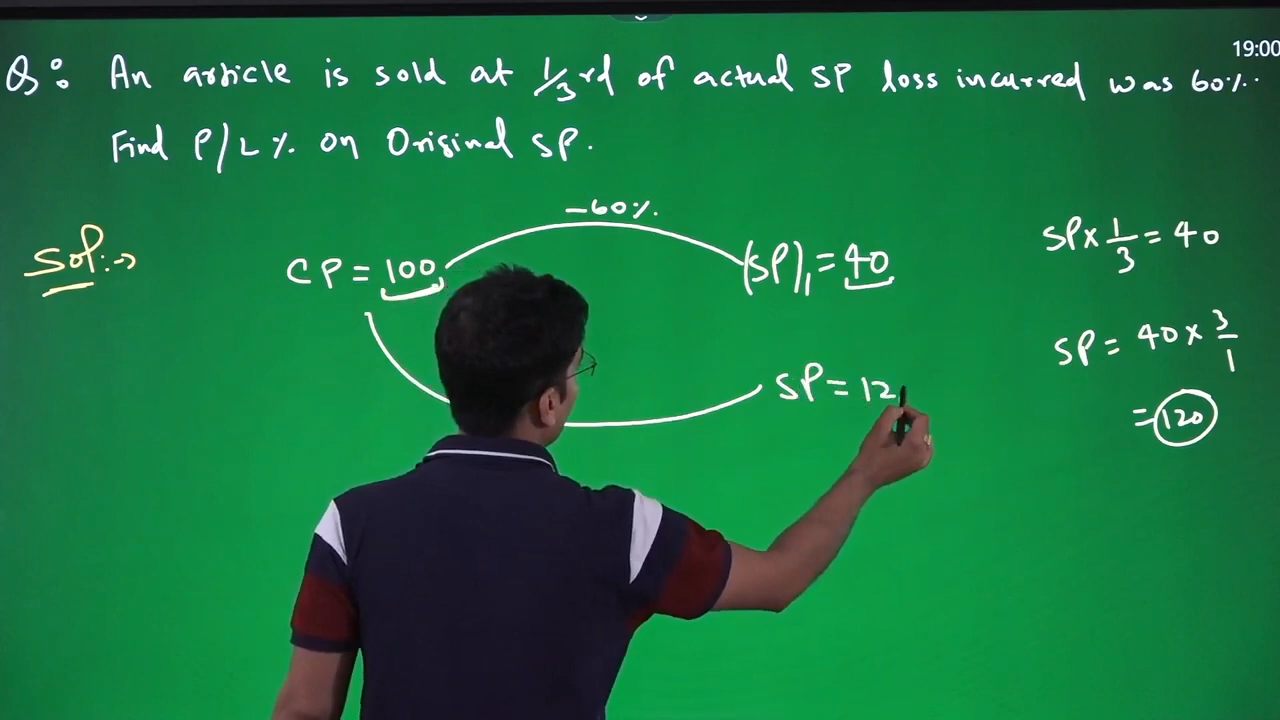 19:00
Q: An article is sold at 1/3rd of actual SP loss incurred was 60%.
Find P/L% on Original SP.
Sol:→
-60%.
CP = 100
(SP)₁ = 40
SP = 12
SP x 1/3 = 40
SP = 40 x 3/1
= 120